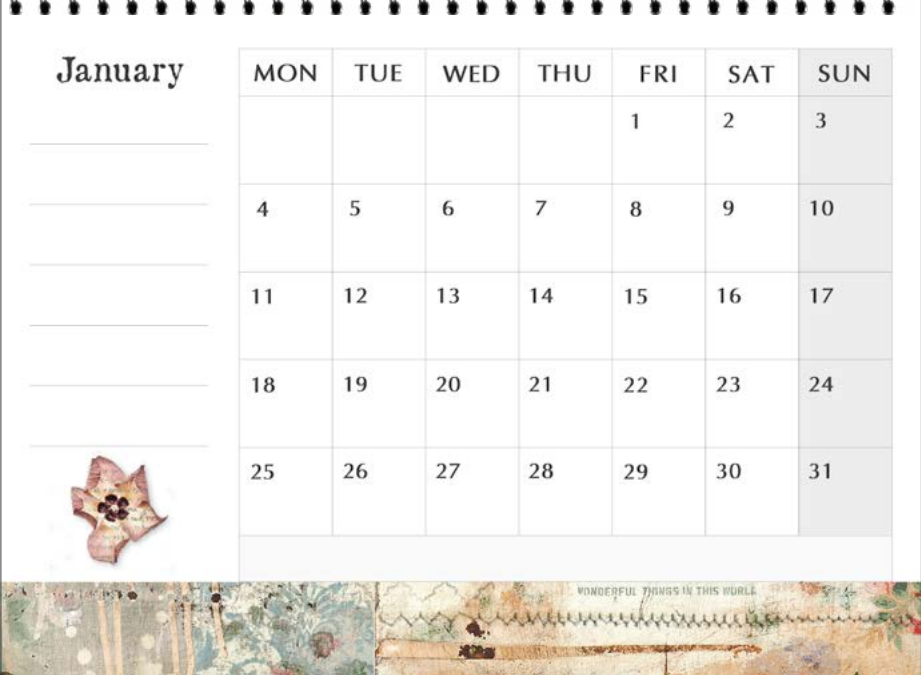 January
MON TUE WED THU FRI SAT SUN
1 2 3
4 5 6 7 8 9 10
11 12 13 14 15 16 17
18 19 20 21 22 23 24
25 26 27 28 29 30 31
WONDERFUL THINGS IN THIS WORLD